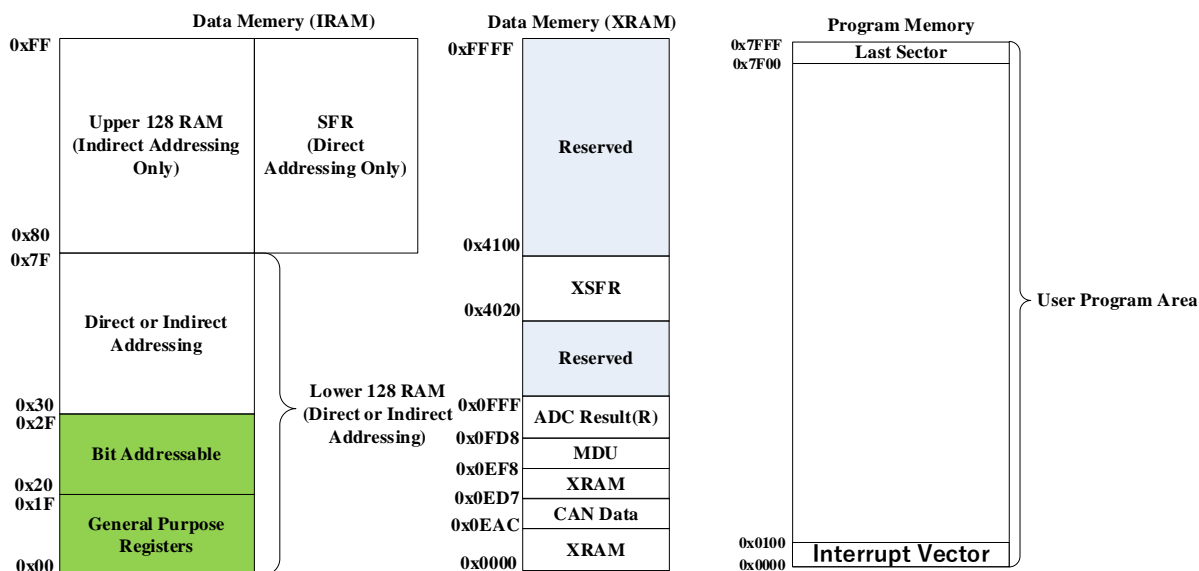 Data Memery (IRAM)
0xFF
Upper 128 RAM
(Indirect Addressing
Only)
SFR
(Direct
Addressing Only)
0x80
0x7F
Direct or Indirect
Addressing
0x30
0x2F
Bit Addressable
0x20
0x1F
General Purpose
Registers
0x00
Lower 128 RAM
(Direct or Indirect
Addressing)
Data Memery (XRAM)
0xFFFF
Reserved
0x4100
XSFR
0x4020
Reserved
0x0FFF
ADC Result(R)
0x0FD8
MDU
0x0EF8
XRAM
0x0ED7
CAN Data
0x0EAC
XRAM
0x0000
Program Memory
0x7FFF
Last Sector
0x7F00
User Program Area
0x0100
Interrupt Vector
0x0000